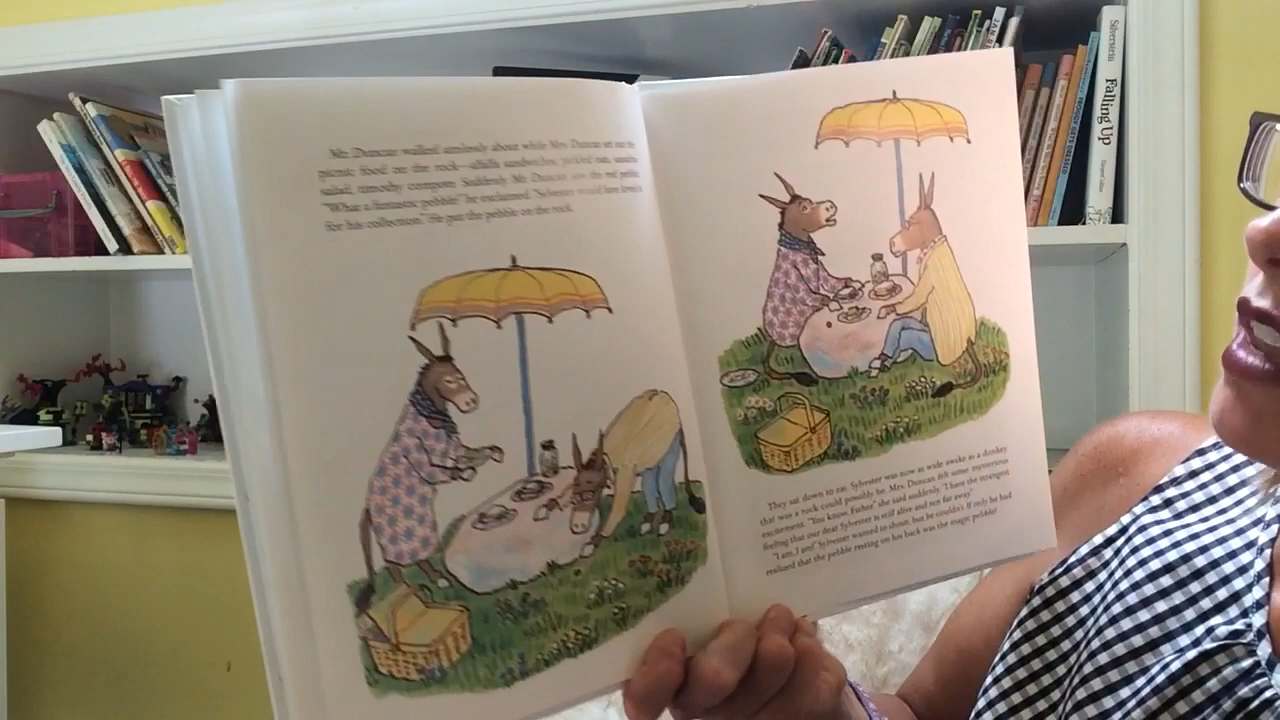 Mr. Duncan walked aimlessly about while Mrs. Duncan set out the
picnic food on the rock—alfalfa sandwiches, pickled oats, sassafras
salad, timothy compote. Suddenly Mr. Duncan saw the red pebble.
"What a fantastic pebble!" he exclaimed. "Sylvester would have loved it
for his collection." He put the pebble on the rock.
They sat down to eat. Sylvester was now as wide awake as a donkey
that was a rock could possibly be. Mrs. Duncan felt some mysterious
excitement. "You know, Father," she said suddenly, "I have the strangest
feeling that our dear Sylvester is still alive and not far away."
"I am, I am!" Sylvester wanted to shout, but he couldn't. If only he had
realized that the pebble resting on his back was the magic pebble!
Silverstein Falling Up